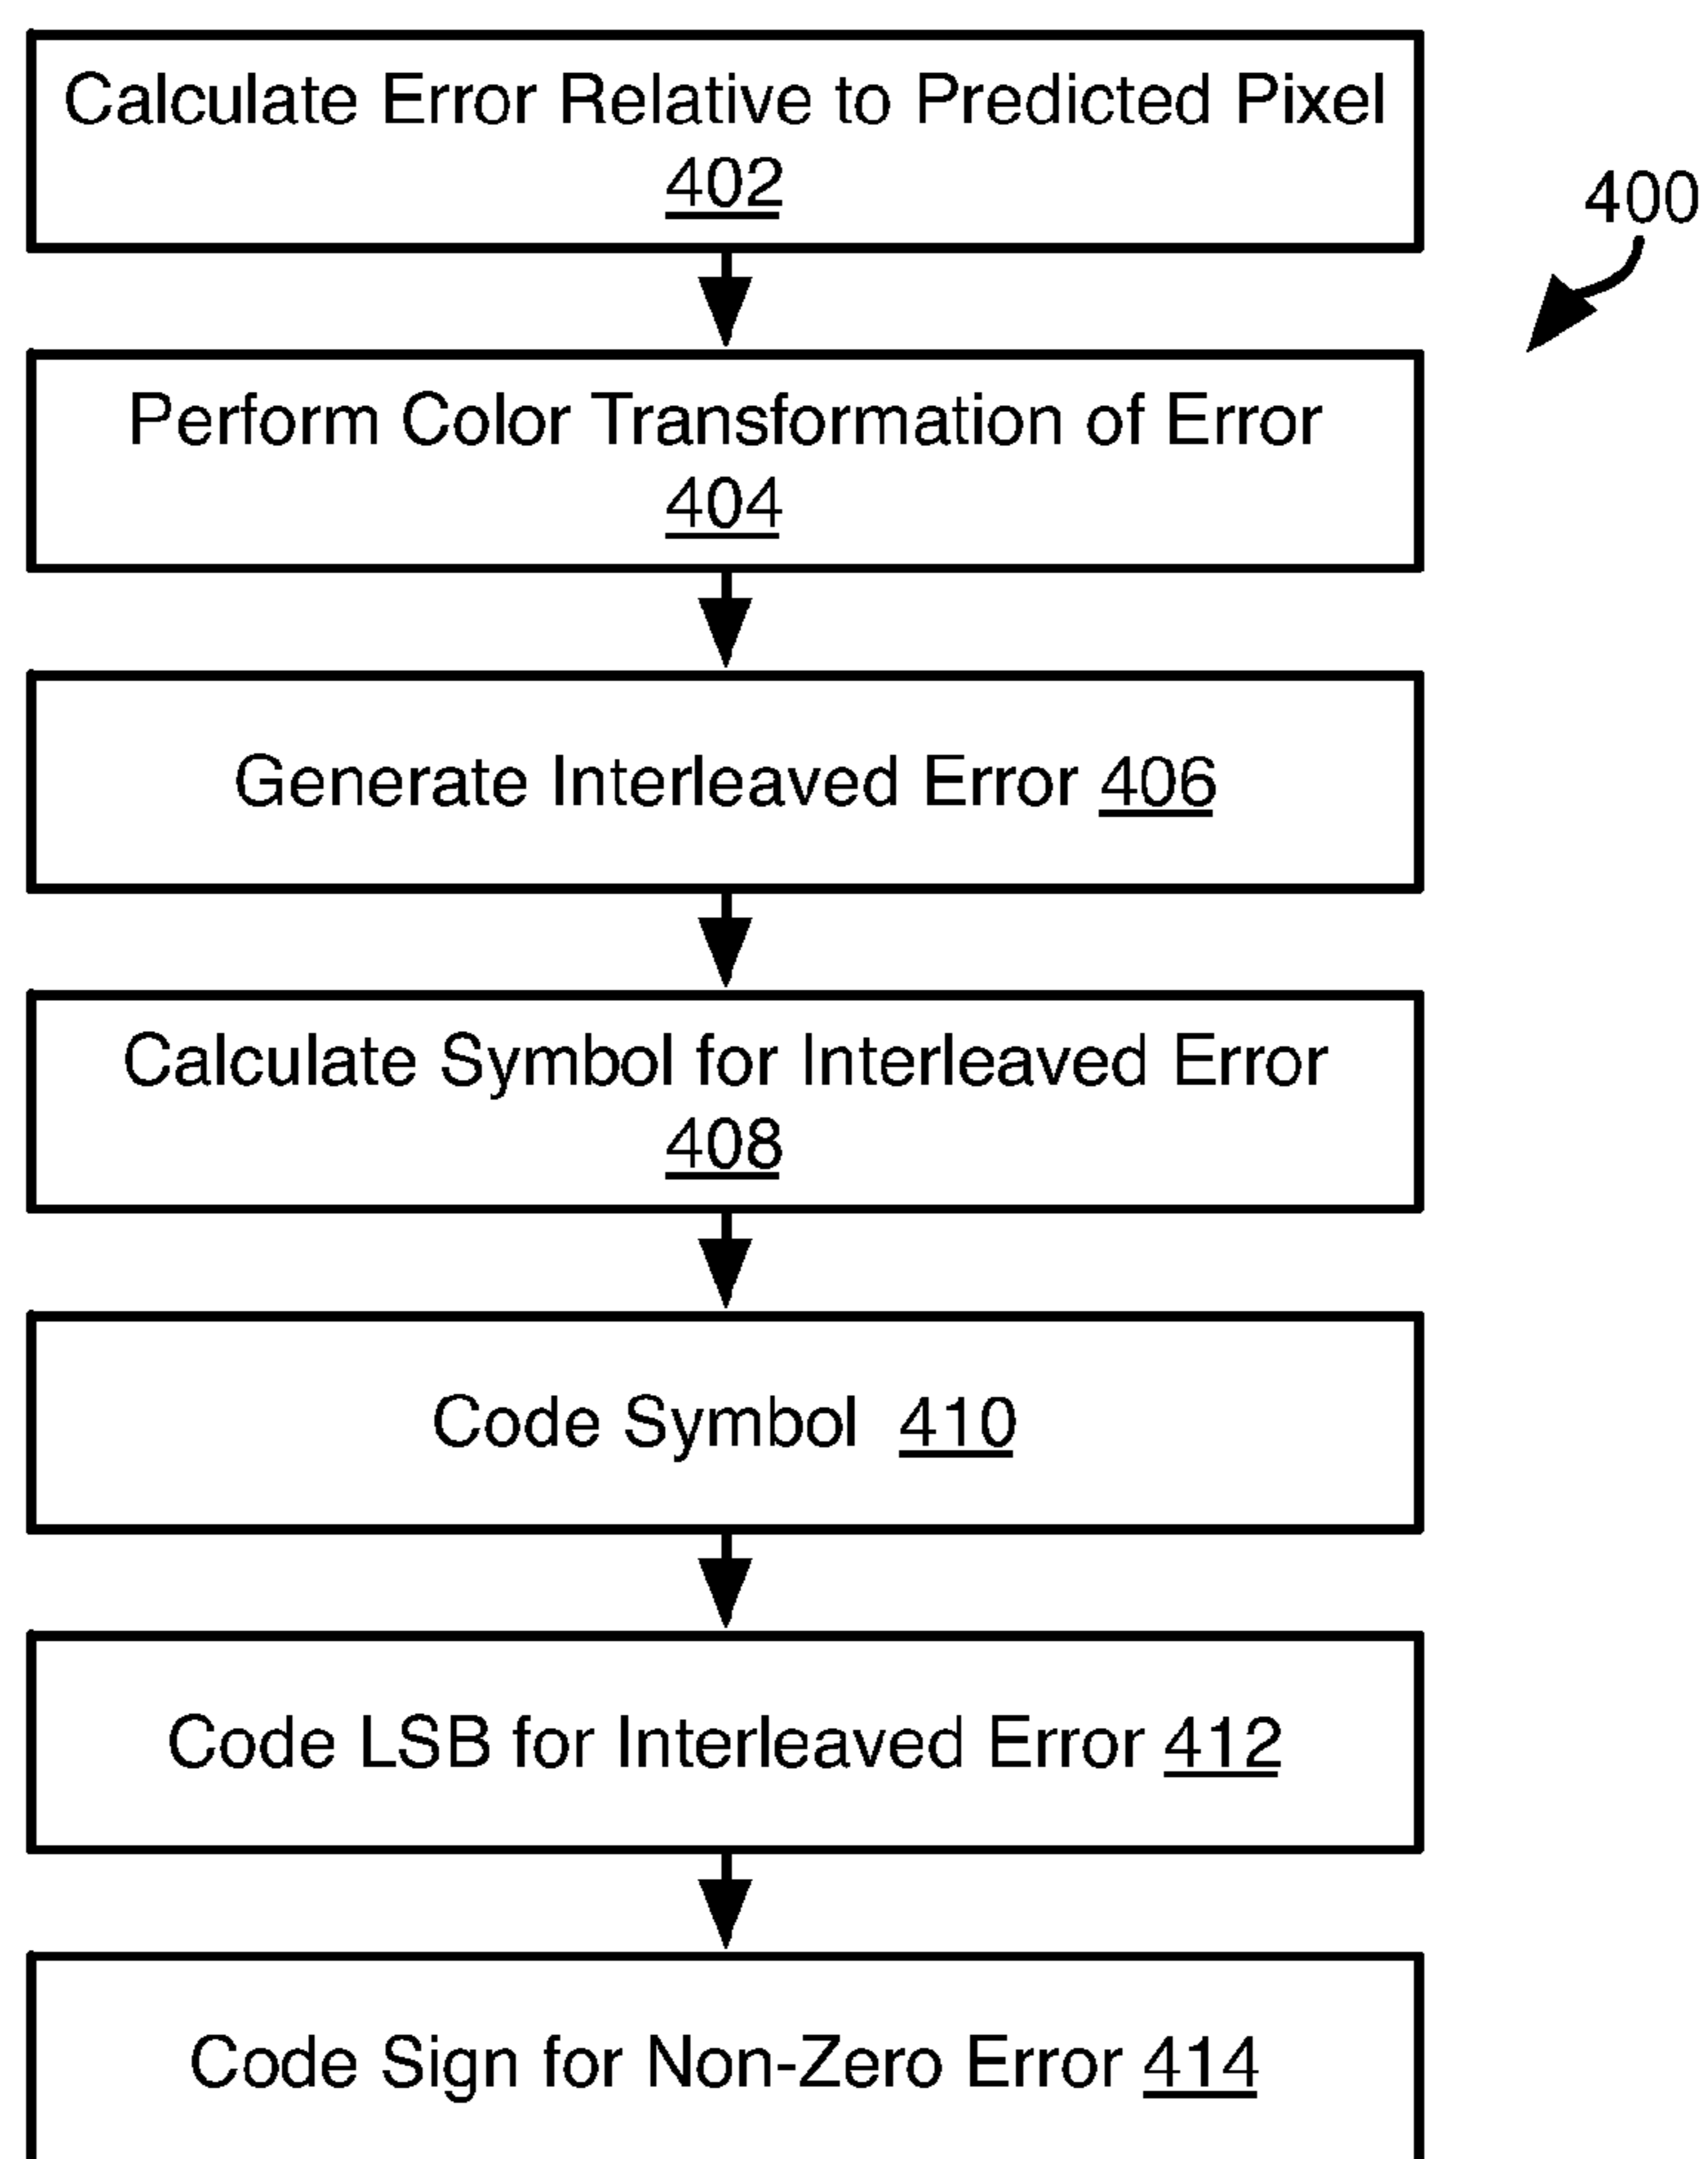 Calculate Error Relative to Predicted Pixel
402
400
Perform Color Transformation of Error
404
Generate Interleaved Error 406
Calculate Symbol for Interleaved Error
408
Code Symbol 410
Code LSB for Interleaved Error 412
Code Sign for Non-Zero Error 414